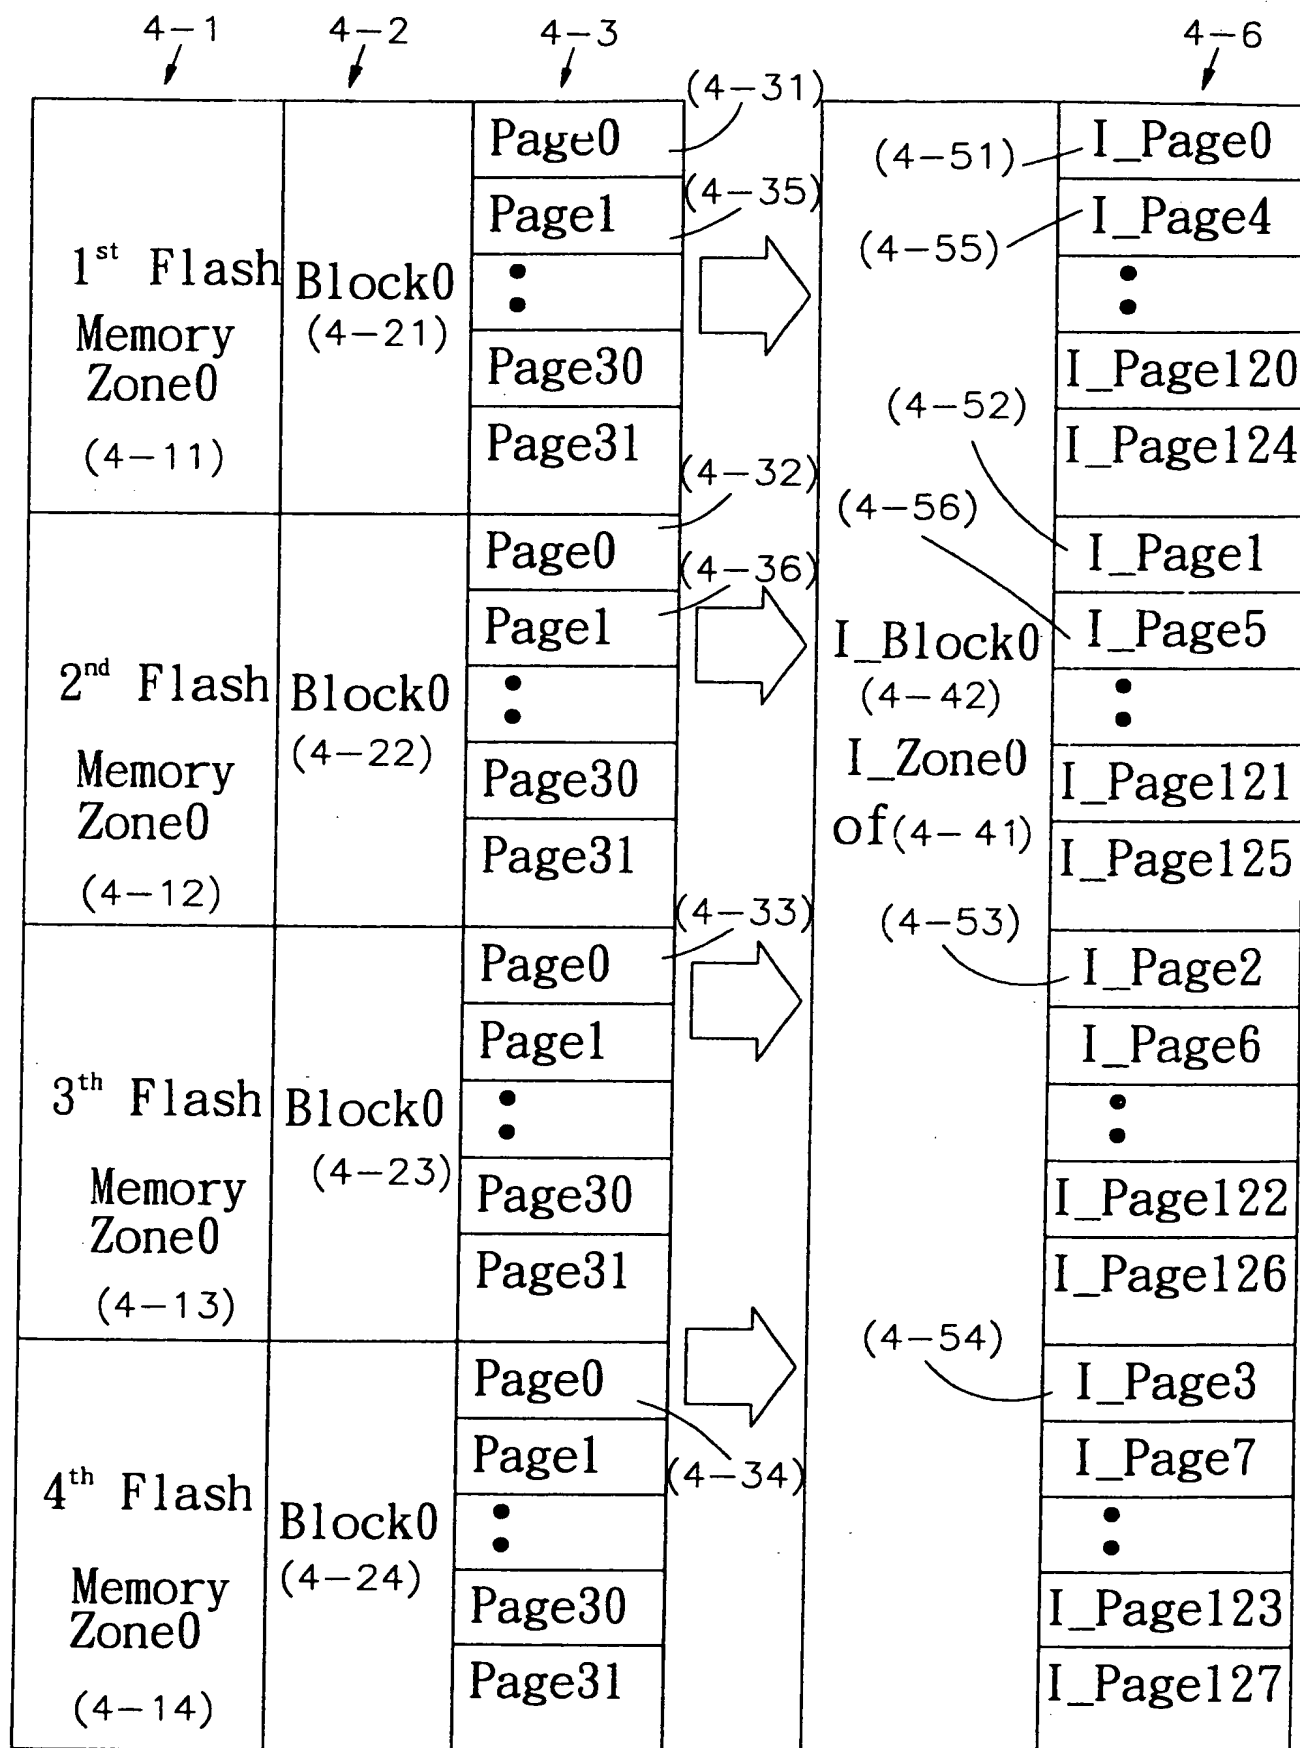 4-1 4-2 4-3 4-6
(4-31)
Page0
(4-51)
I_Page0
(4-35)
Page1
(4-55)
I_Page4
1st Flash
Memory
Zone0
(4-11)
Block0
(4-21)
Page30
I_Page120
(4-52)
Page31
I_Page124
(4-32)
(4-56)
Page0
I_Page1
(4-36)
Page1
I_Page5
2nd Flash
Memory
Zone0
(4-12)
Block0
(4-22)
I_Block0
(4-42)
I_Zone0
of(4-41)
Page30
I_Page121
Page31
I_Page125
(4-33)
(4-53)
Page0
I_Page2
Page1
I_Page6
3th Flash
Memory
Zone0
(4-13)
Block0
(4-23)
Page30
I_Page122
Page31
I_Page126
(4-54)
Page0
I_Page3
Page1
(4-34)
I_Page7
4th Flash
Memory
Zone0
(4-14)
Block0
(4-24)
Page30
I_Page123
Page31
I_Page127